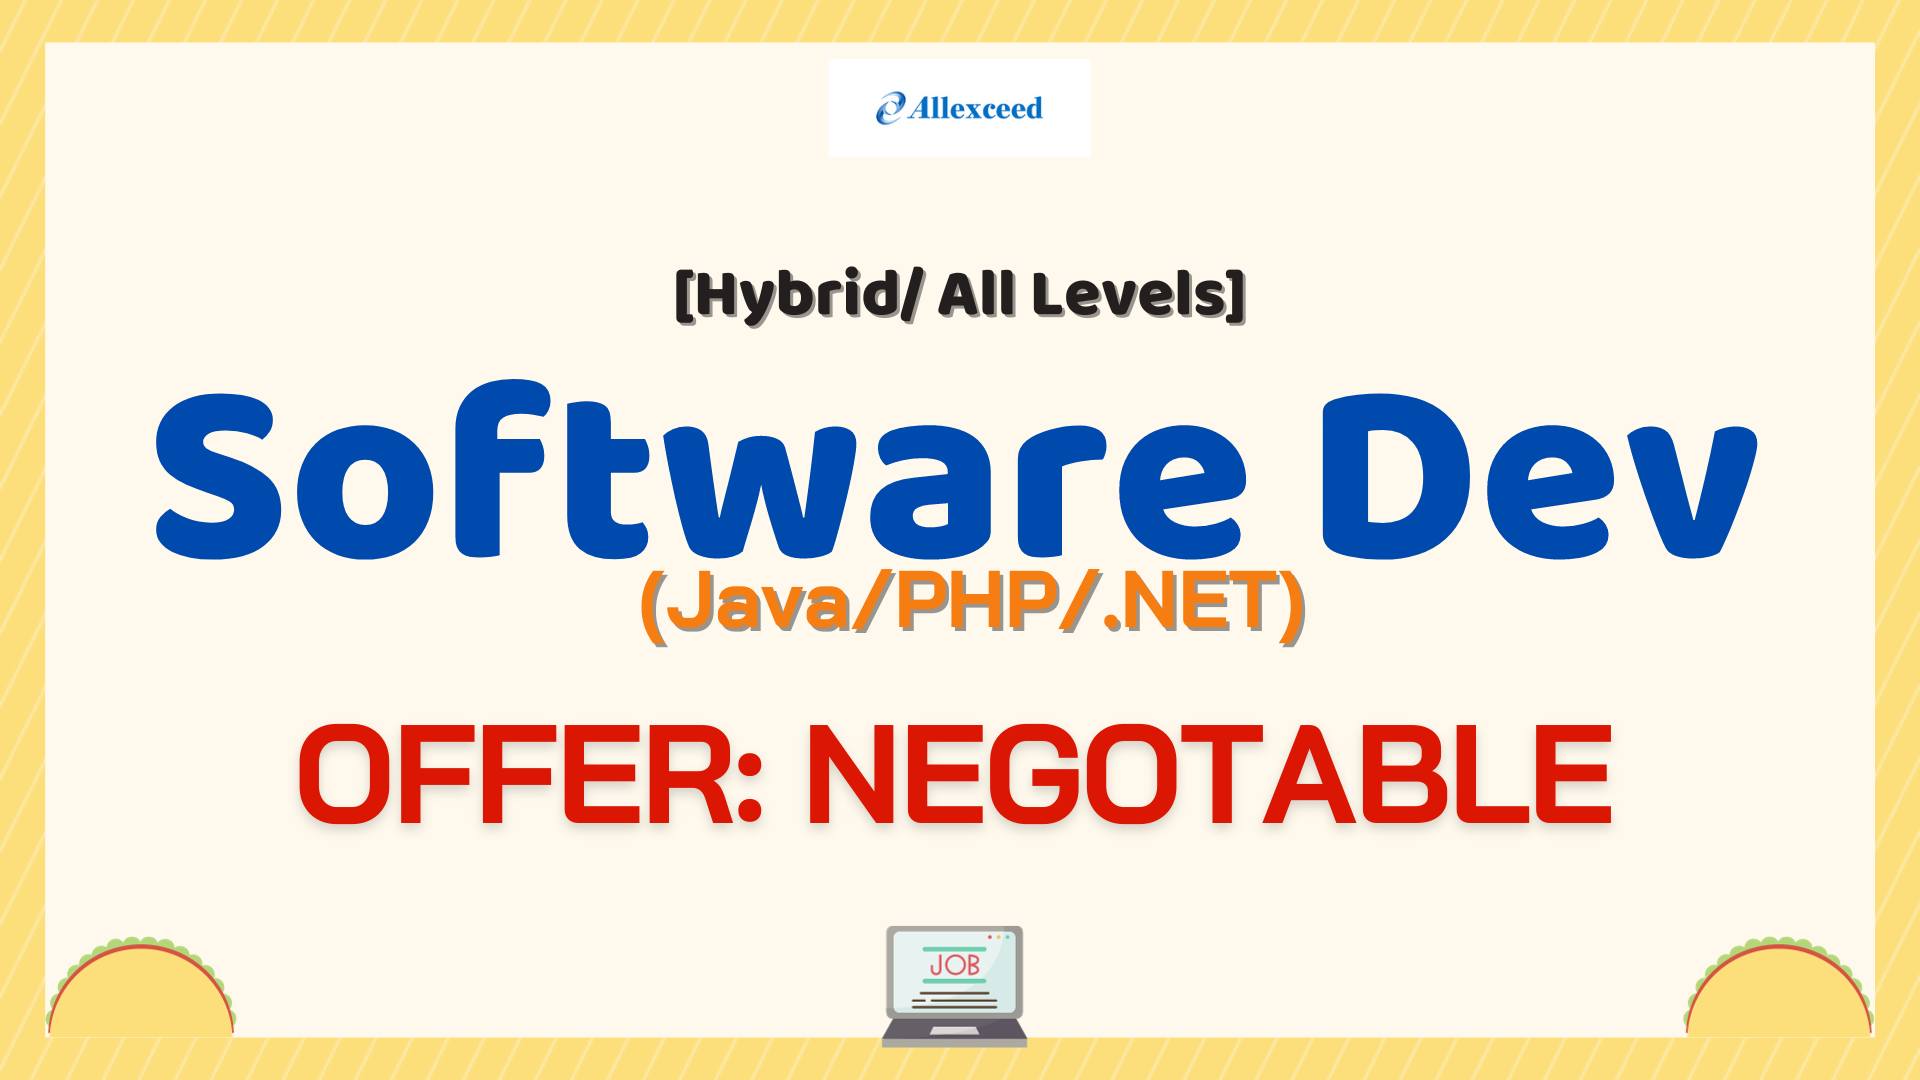 Allexceed
[Hybrid/ All Levels]
Software Dev
(Java/PHP/.NET)
OFFER: NEGOTABLE
JOB